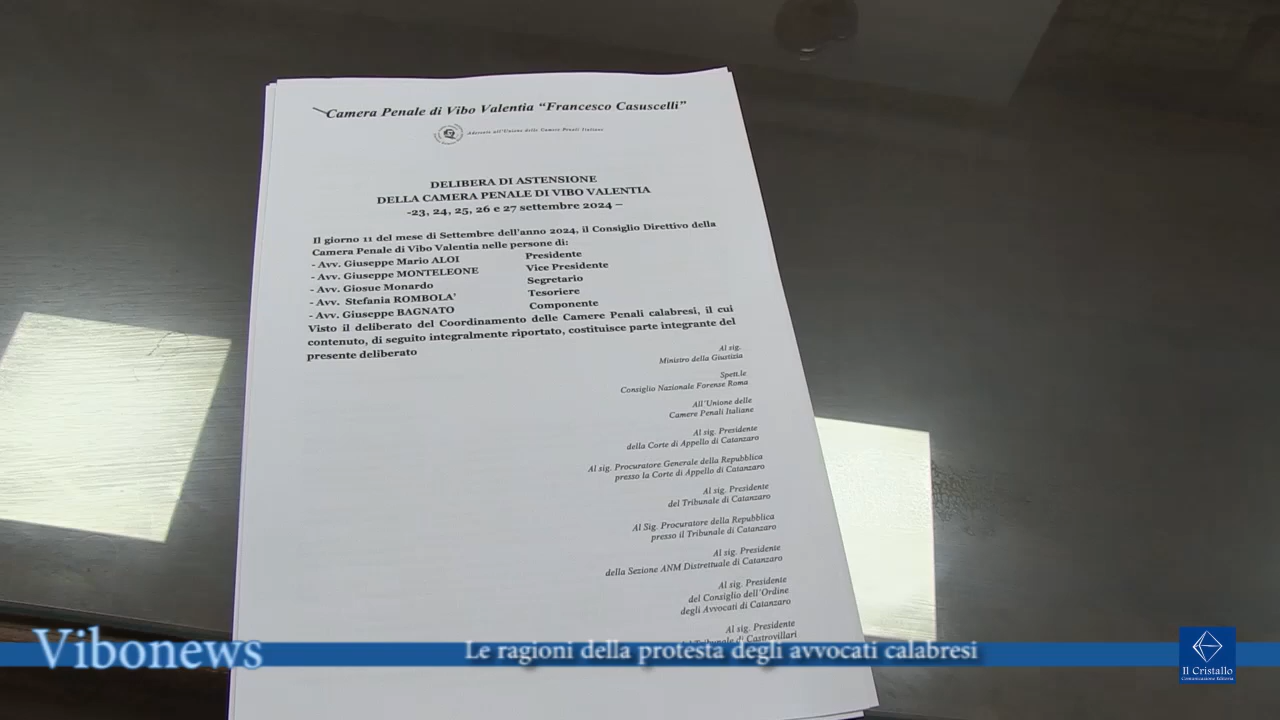 Camera Penale di Vibo Valentia “Francesco Casuscelli”
Aderente all'Unione delle Camere Penali Italiane
DELIBERA DI ASTENSIONE
DELLA CAMERA PENALE DI VIBO VALENTIA
-23, 24, 25, 26 e 27 settembre 2024 –
Il giorno 11 del mese di Settembre dell'anno 2024, il Consiglio Direttivo della
Camera Penale di Vibo Valentia nelle persone di:
- Avv. Giuseppe Mario ALOI Presidente
- Avv. Giuseppe MONTELEONE Vice Presidente
- Avv. Giosue Monardo Segretario
- Avv. Stefania ROMBOLA' Tesoriere
- Avv. Giuseppe BAGNATO Componente
Visto il deliberato del Coordinamento delle Camere Penali calabresi, il cui
contenuto, di seguito integralmente riportato, costituisce parte integrante del
presente deliberato
Al sig.
Ministro della Giustizia
Spett.le
Consiglio Nazionale Forense Roma
All'Unione delle
Camere Penali Italiane
Al sig. Presidente
della Corte di Appello di Catanzaro
Al sig. Procuratore Generale della Repubblica
presso la Corte di Appello di Catanzaro
Al sig. Presidente
del Tribunale di Catanzaro
Al Sig. Procuratore della Repubblica
presso il Tribunale di Catanzaro
Al sig. Presidente
della Sezione ANM Distrettuale di Catanzaro
Al sig. Presidente
del Consiglio dell'Ordine
degli Avvocati di Catanzaro
Al sig. Presidente
del Tribunale di Castrovillari
Vibonews
Le ragioni della protesta degli avvocati calabresi
Il Cristallo
Comunicazione Editoria